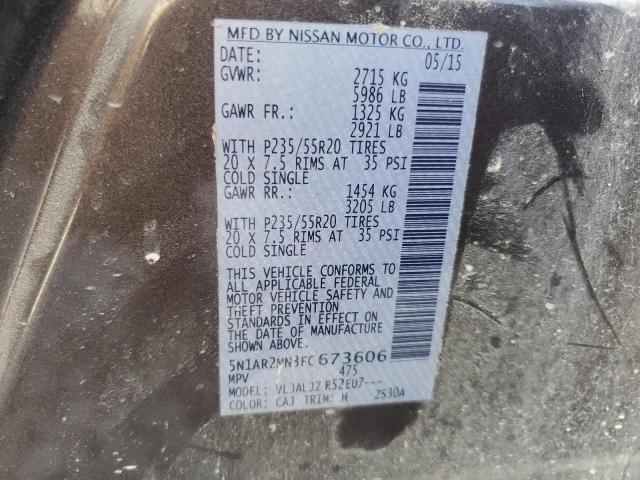 MFD BY NISSAN MOTOR CO., LTD.
DATE: 05/15
GVWR: 2715 KG
5986 LB
GAWR FR.: 1325 KG
2921 LB
WITH P235/55R20 TIRES
20 X 7.5 RIMS AT 35 PSI
COLD SINGLE
GAWR RR.: 1454 KG
3205 LB
WITH P235/55R20 TIRES
20 X 7.5 RIMS AT 35 PSI
COLD SINGLE
THIS VEHICLE CONFORMS TO
ALL APPLICABLE FEDERAL
MOTOR VEHICLE SAFETY AND
THEFT PREVENTION
STANDARDS IN EFFECT ON
THE DATE OF MANUFACTURE
SHOWN ABOVE.
5N1AR2MN3FC673606
MPV 475
MODEL: VLJALJ2 R52EU7---
COLOR: CAJ TRIM: H 2S30A